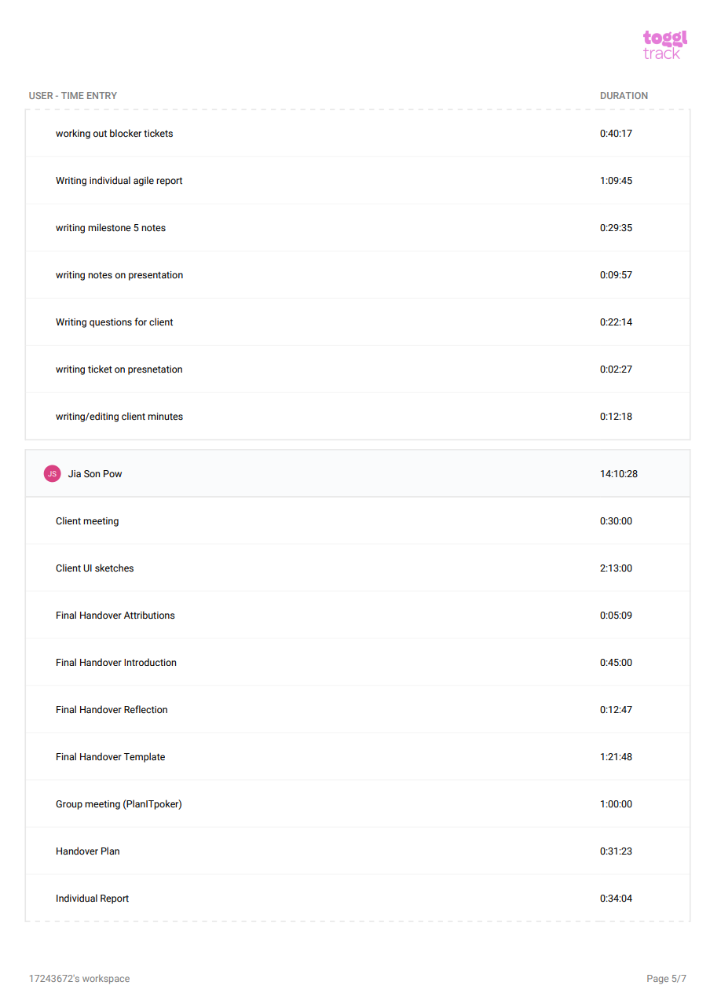 toggl
track
USER - TIME ENTRY DURATION
working out blocker tickets 0:40:17
Writing individual agile report 1:09:45
writing milestone 5 notes 0:29:35
writing notes on presentation 0:09:57
Writing questions for client 0:22:14
writing ticket on presnetation 0:02:27
writing/editing client minutes 0:12:18
JS Jia Son Pow 14:10:28
Client meeting 0:30:00
Client UI sketches 2:13:00
Final Handover Attributions 0:05:09
Final Handover Introduction 0:45:00
Final Handover Reflection 0:12:47
Final Handover Template 1:21:48
Group meeting (PlanITpoker) 1:00:00
Handover Plan 0:31:23
Individual Report 0:34:04
17243672's workspace Page 5/7